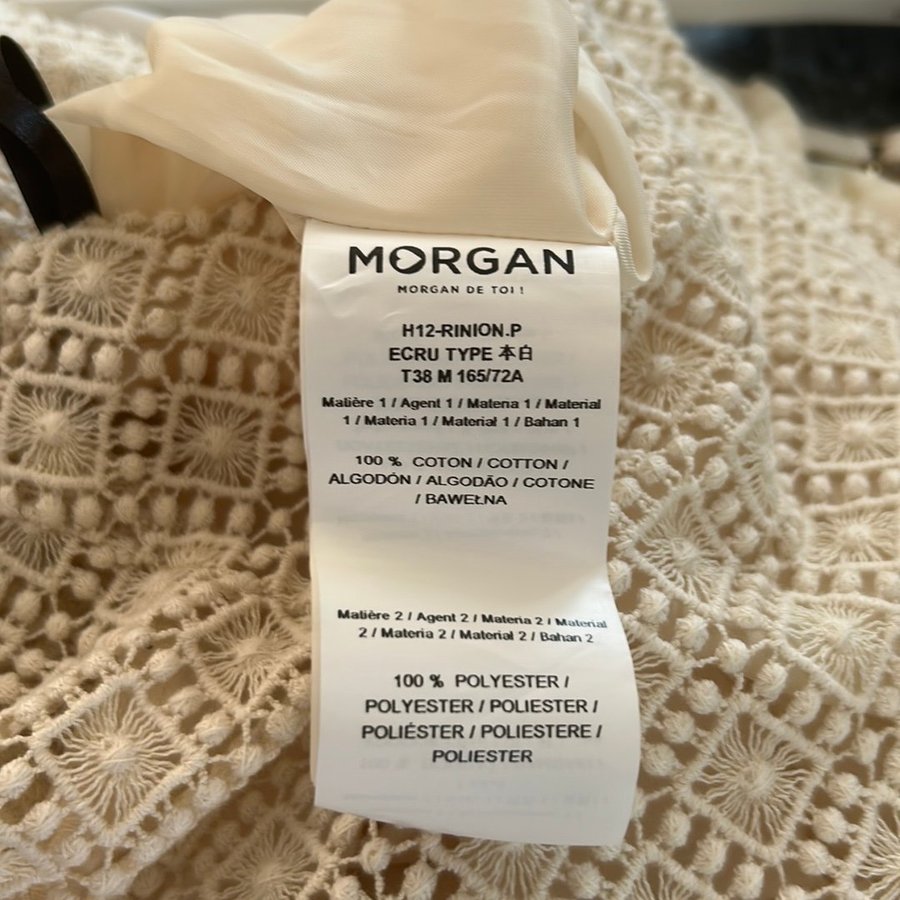 MORGAN
MORGAN DE TOI !
H12-RINION.P
ECRU TYPE 本白
T38 M 165/72A
Matière 1 / Agent 1 / Materia 1 / Material
1 / Materia 1 / Material 1 / Bahan 1
100 % COTON / COTTON /
ALGODÓN / ALGODÃO / COTONE
/ BAWEŁNA
Matière 2 / Agent 2 / Materia 2 / Material
2 / Materia 2 / Material 2 / Bahan 2
100 % POLYESTER /
POLYESTER / POLIESTER /
POLIÉSTER / POLIESTERE /
POLIESTER